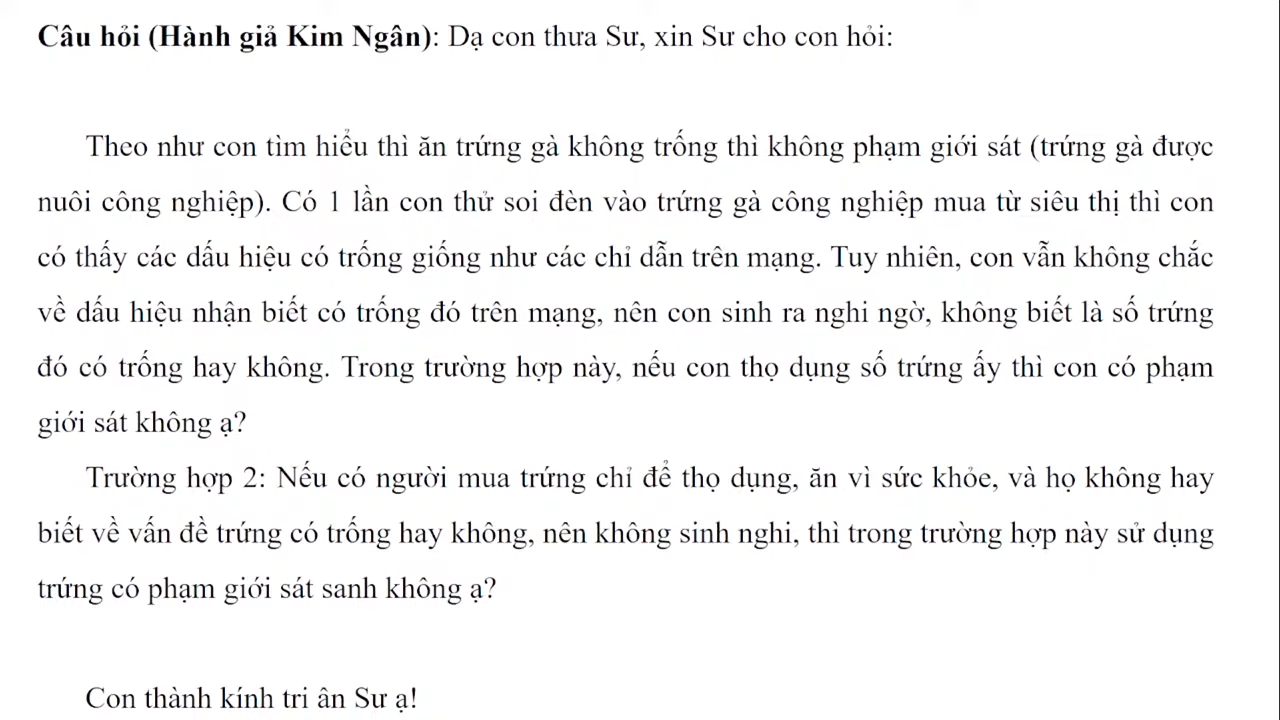 Câu hỏi (Hành giả Kim Ngân): Dạ con thưa Sư, xin Sư cho con hỏi:
Theo như con tìm hiểu thì ăn trứng gà không trống thì không phạm giới sát (trứng gà được
nuôi công nghiệp). Có 1 lần con thử soi đèn vào trứng gà công nghiệp mua từ siêu thị thì con
có thấy các dấu hiệu có trống giống như các chỉ dẫn trên mạng. Tuy nhiên, con vẫn không chắc
về dấu hiệu nhận biết có trống đó trên mạng, nên con sinh ra nghi ngờ, không biết là số trứng
đó có trống hay không. Trong trường hợp này, nếu con thọ dụng số trứng ấy thì con có phạm
giới sát không ạ?
Trường hợp 2: Nếu có người mua trứng chỉ để thọ dụng, ăn vì sức khỏe, và họ không hay
biết về vấn đề trứng có trống hay không, nên không sinh nghi, thì trong trường hợp này sử dụng
trứng có phạm giới sát sanh không ạ?
Con thành kính tri ân Sư ạ!